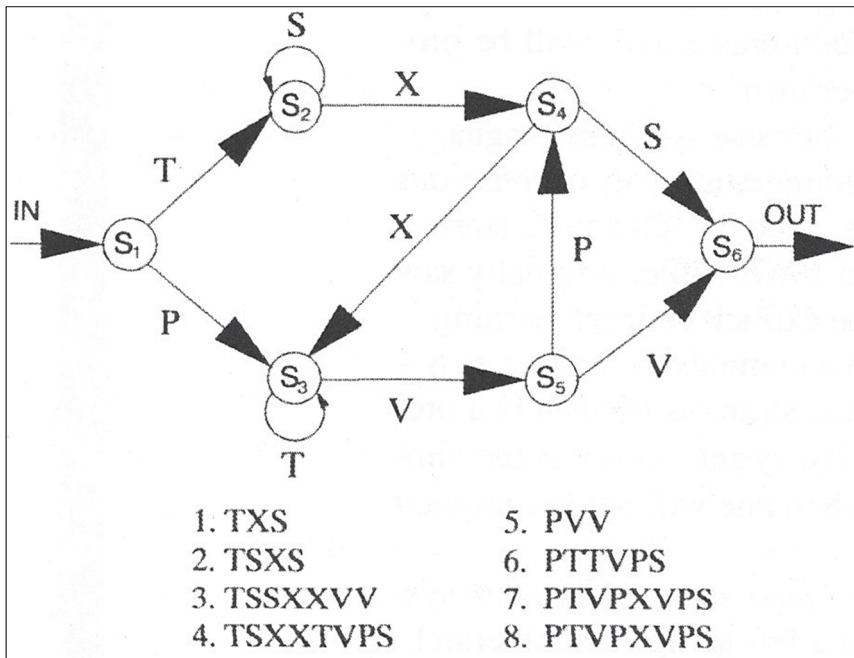 S
S₂
X
S₄
T
S
IN
S₁
X
P
S₆
OUT
P
S₃
V
S₅
V
T
1. TXS
2. TSXS
3. TSSXXVV
4. TSXXTVPS
5. PVV
6. PTTVPS
7. PTVPXVPS
8. PTVPXVPS